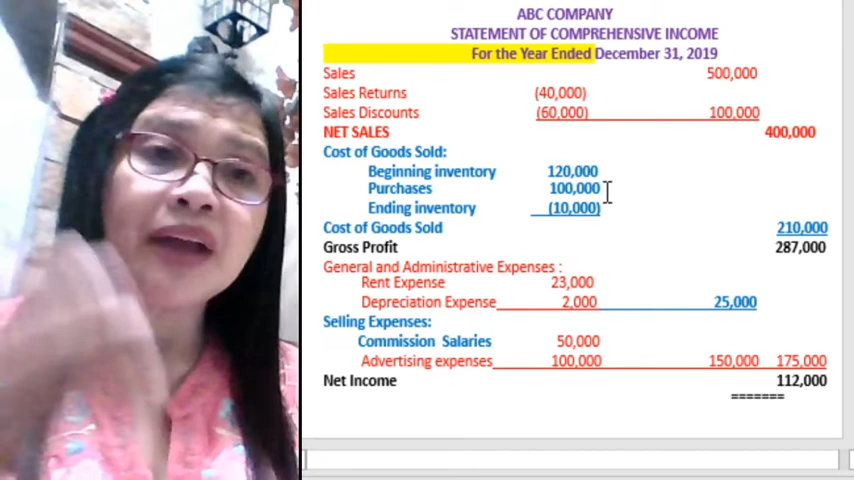 ABC COMPANY
STATEMENT OF COMPREHENSIVE INCOME
For the Year Ended December 31, 2019
Sales 500,000
Sales Returns (40,000)
Sales Discounts (60,000) 100,000
NET SALES 400,000
Cost of Goods Sold:
Beginning inventory 120,000
Purchases 100,000
Ending inventory (10,000)
Cost of Goods Sold 210,000
Gross Profit 287,000
General and Administrative Expenses :
Rent Expense 23,000
Depreciation Expense 2,000 25,000
Selling Expenses:
Commission Salaries 50,000
Advertising expenses 100,000 150,000 175,000
Net Income 112,000
=======